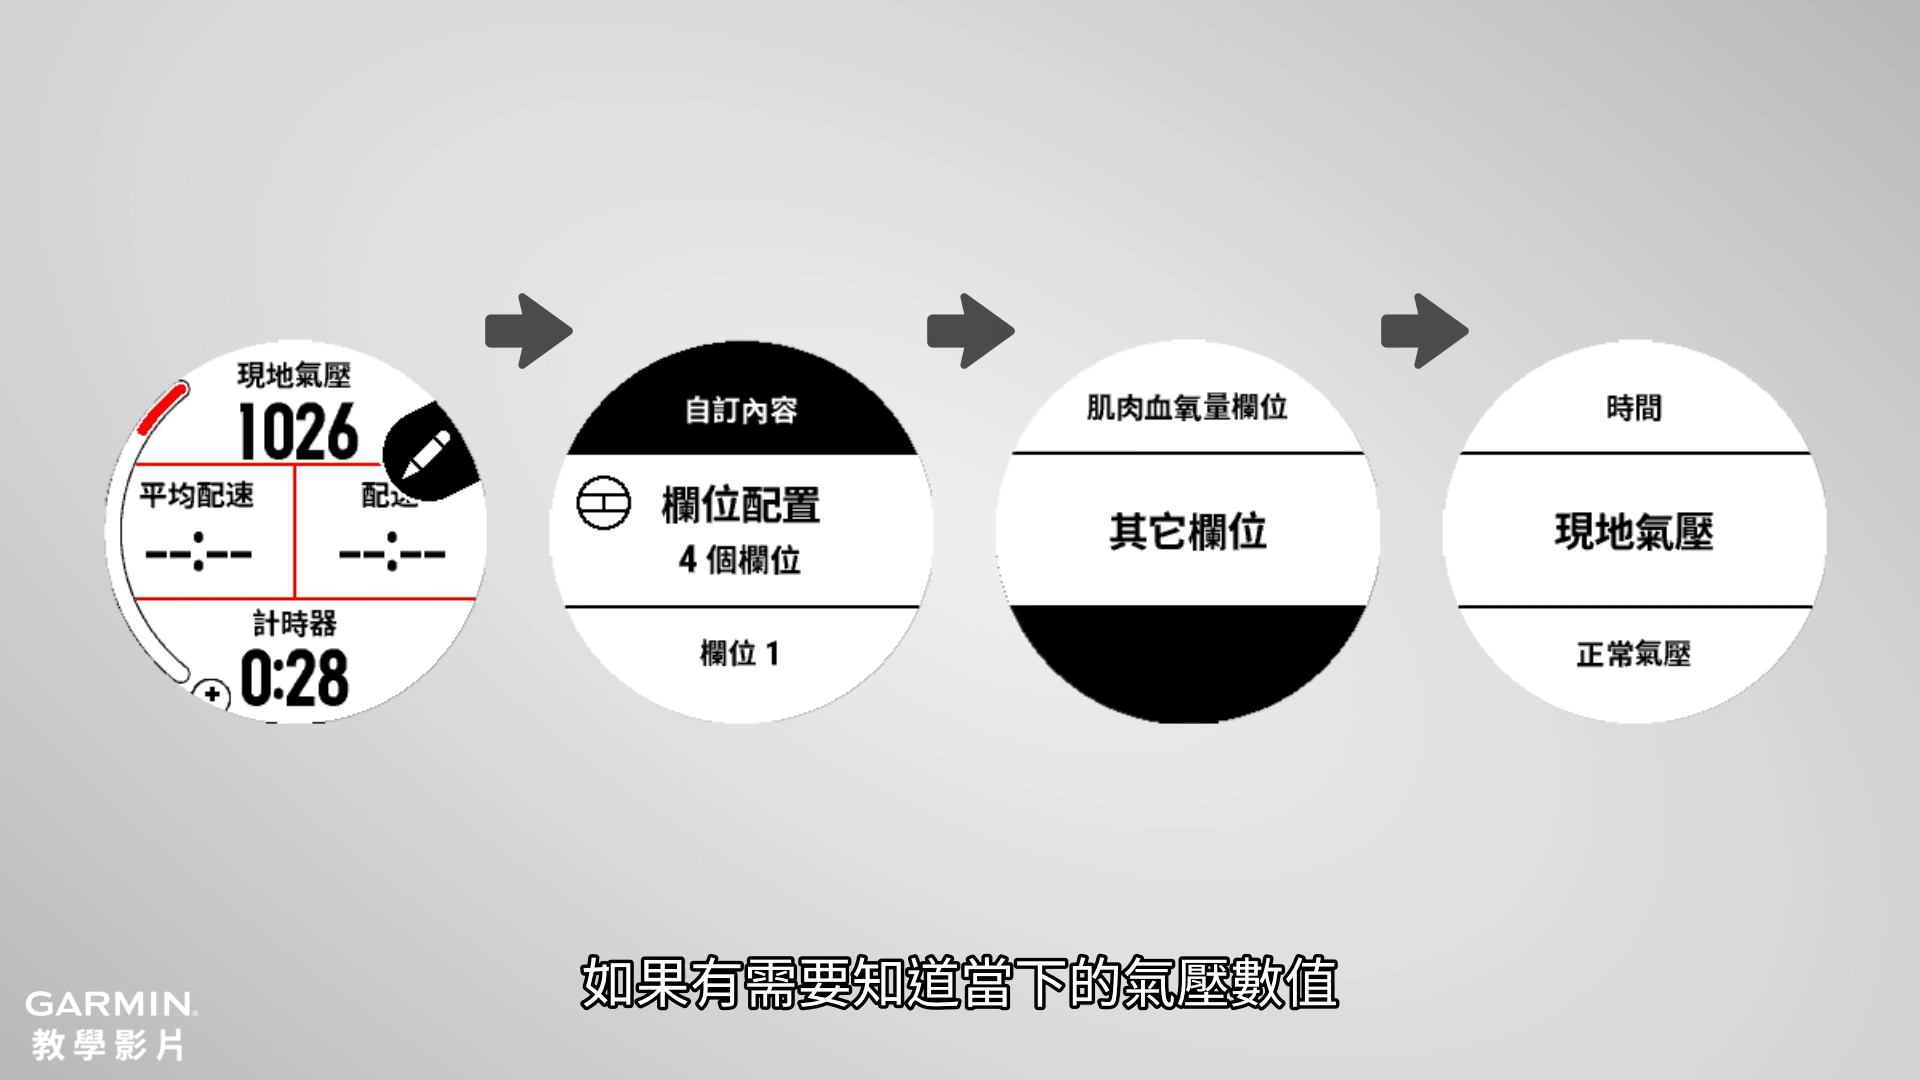 現地氣壓
1026
平均配速
配速
--:--
--:--
計時器
0:28
自訂內容
欄位配置
4 個欄位
欄位 1
肌肉血氧量欄位
其它欄位
時間
現地氣壓
正常氣壓
如果有需要知道當下的氣壓數值
GARMIN.
教學影片